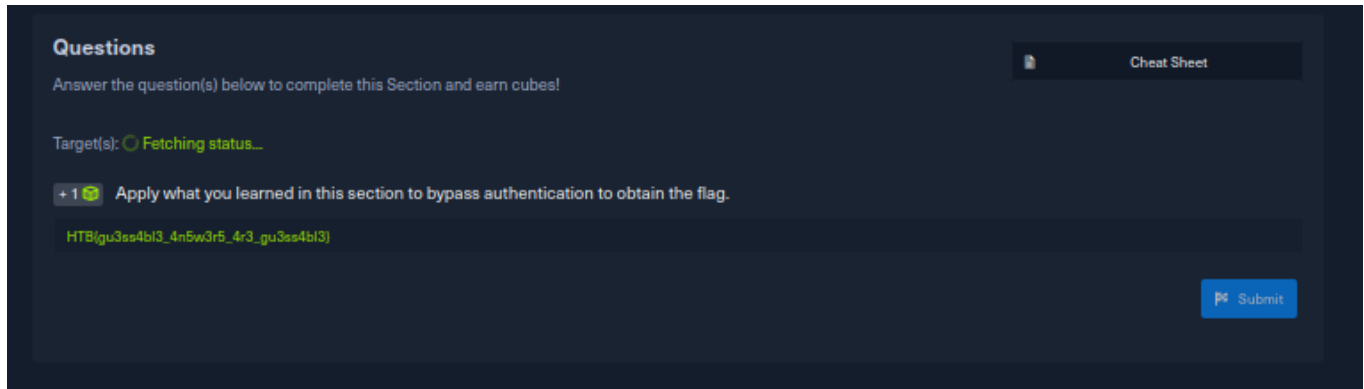 Questions
Cheat Sheet
Answer the question(s) below to complete this Section and earn cubes!
Target(s): Fetching status...
+ 1 Apply what you learned in this section to bypass authentication to obtain the flag.
HTB{gu3ss4bl3_4n5w3r5_4r3_gu3ss4bl3}
Submit